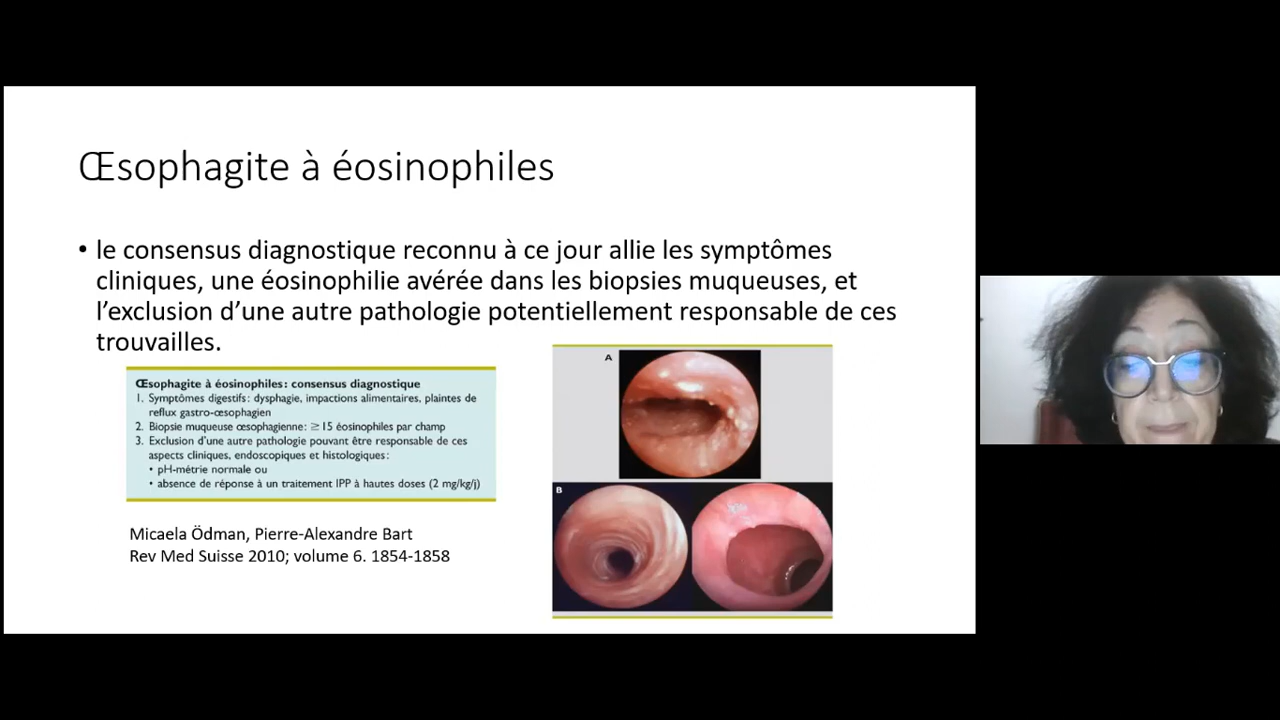 Œsophagite à éosinophiles
• le consensus diagnostique reconnu à ce jour allie les symptômes
cliniques, une éosinophilie avérée dans les biopsies muqueuses, et
l’exclusion d’une autre pathologie potentiellement responsable de ces
trouvailles.
Œsophagite à éosinophiles : consensus diagnostique
1. Symptômes digestifs : dysphagie, impactions alimentaires, plaintes de
reflux gastro-œsophagien
2. Biopsie muqueuse œsophagienne : ≥ 15 éosinophiles par champ
3. Exclusion d’une autre pathologie pouvant être responsable de ces
aspects cliniques, endoscopiques et histologiques :
• pH-métrie normale ou
• absence de réponse à un traitement IPP à hautes doses (2 mg/kg/j)
Micaela Ödman, Pierre-Alexandre Bart
Rev Med Suisse 2010; volume 6. 1854-1858
A
B